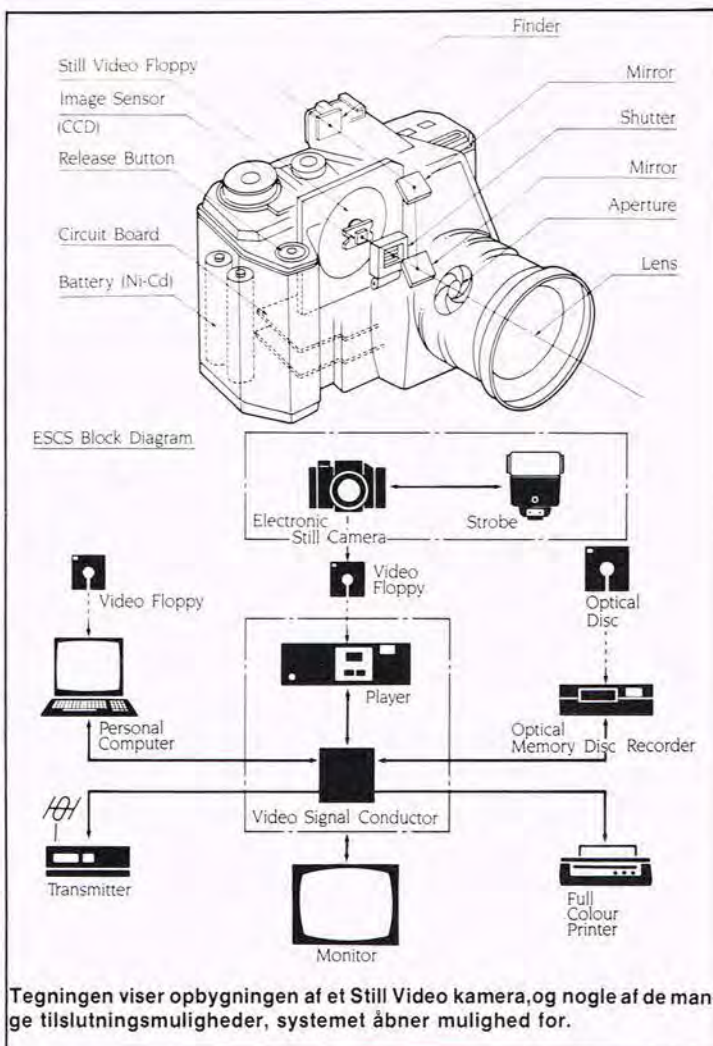 Finder
Still Video Floppy
Mirror
Image Sensor
(CCD)
Shutter
Release Button
Mirror
Aperture
Circuit Board
Lens
Battery (Ni-Cd)
ESCS Block Diagram
Electronic
Still Camera
Strobe
Video Floppy
Video
Floppy
Optical
Disc
Player
Personal
Computer
Optical
Memory Disc Recorder
Video Signal Conductor
Transmitter
Monitor
Full
Colour
Printer
Tegningen viser opbygningen af et Still Video kamera,og nogle af de man
ge tilslutningsmuligheder, systemet åbner mulighed for.